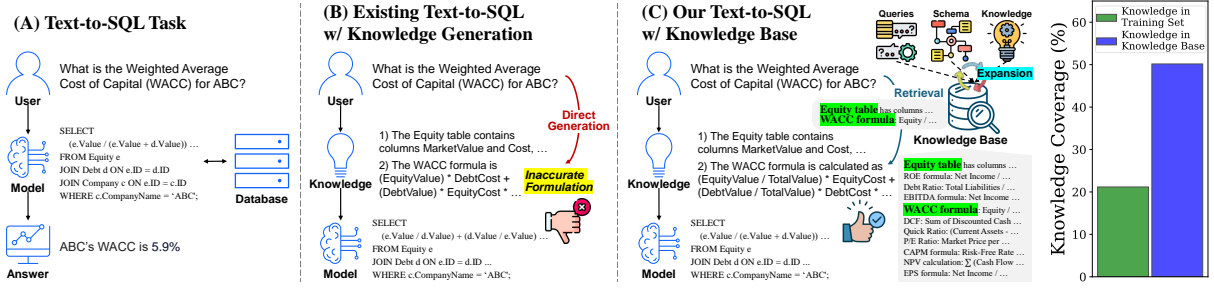 (A) Text-to-SQL Task
What is the Weighted Average
Cost of Capital (WACC) for ABC?
User
SELECT
(e.Value / (e.Value + d.Value)) …
FROM Equity e
JOIN Debt d ON e.ID = d.ID
JOIN Company c ON e.ID = c.ID
WHERE c.CompanyName = ‘ABC’;
Model
Database
ABC’s WACC is 5.9%
Answer
(B) Existing Text-to-SQL
w/ Knowledge Generation
What is the Weighted Average
Cost of Capital (WACC) for ABC?
User
Direct
Generation
1) The Equity table contains
columns MarketValue and Cost, …
2) The WACC formula is
(EquityValue) * DebtCost +
(DebtValue) * EquityCost * …
Knowledge
Inaccurate
Formulation
SELECT
(e.Value / d.Value) + (d.Value / e.Value) …
FROM Equity e
JOIN Debt d ON e.ID = d.ID ...
WHERE c.CompanyName = ‘ABC’;
Model
(C) Our Text-to-SQL
w/ Knowledge Base
Queries
Schema
Knowledge
Expansion
What is the Weighted Average
Cost of Capital (WACC) for ABC?
User
Retrieval
Equity table has columns …
WACC formula: Equity / …
Knowledge Base
1) The Equity table contains
columns MarketValue and Cost, …
2) The WACC formula is calculated as
(EquityValue / TotalValue) * EquityCost +
(DebtValue / TotalValue) * DebtCost * …
Knowledge
SELECT
(e.Value / (e.Value + d.Value)) …
FROM Equity e
JOIN Debt d ON e.ID = d.ID …
WHERE c.CompanyName = ‘ABC’;
Model
Equity table has columns …
ROE formula: Net Income / …
Debt Ratio: Total Liabilities / …
EBITDA formula: Net Income …
WACC formula: Equity / …
DCF: Sum of Discounted Cash …
Quick Ratio: (Current Assets - …
P/E Ratio: Market Price per …
CAPM formula: Risk-Free Rate …
NPV calculation: ∑ (Cash Flow …
EPS formula: Net Income / …
Knowledge Coverage (%)
60
50
40
30
20
10
0
Knowledge in
Training Set
Knowledge in
Knowledge Base